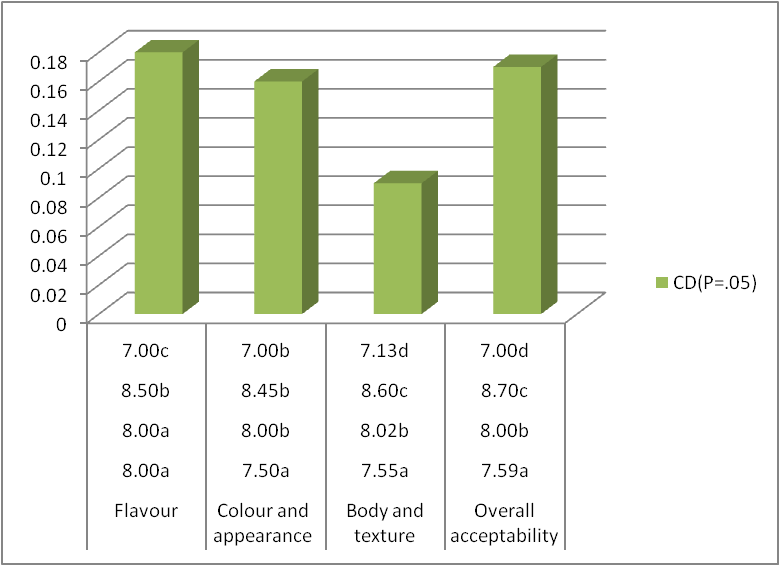 0.18
0.16
0.14
0.12
0.1
0.08
0.06
0.04
0.02
0
CD(P=.05)
7.00c 7.00b 7.13d 7.00d
8.50b 8.45b 8.60c 8.70c
8.00a 8.00b 8.02b 8.00b
8.00a 7.50a 7.55a 7.59a
Flavour Colour and Body and Overall
appearance texture acceptability